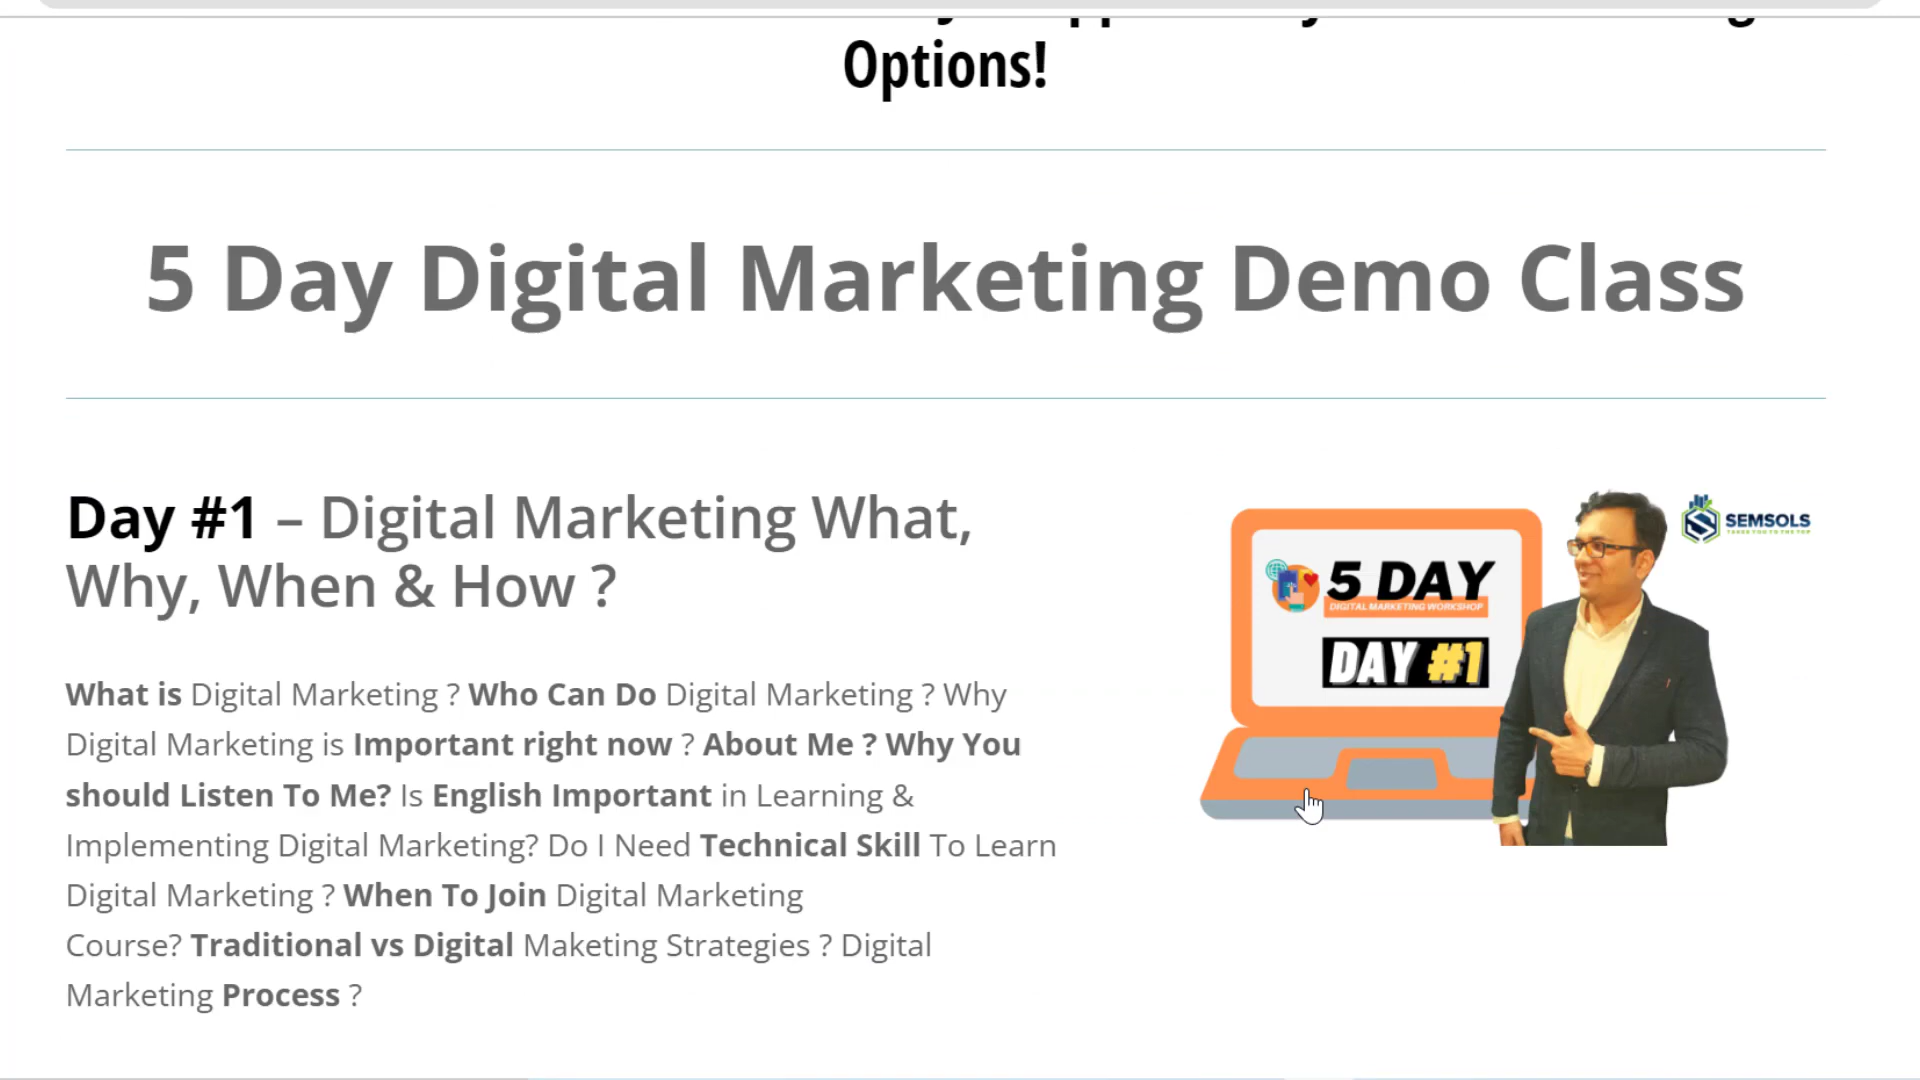 Options!
5 Day Digital Marketing Demo Class
Day #1 – Digital Marketing What,
Why, When & How ?
What is Digital Marketing ? Who Can Do Digital Marketing ? Why
Digital Marketing is Important right now ? About Me ? Why You
should Listen To Me? Is English Important in Learning &
Implementing Digital Marketing? Do I Need Technical Skill To Learn
Digital Marketing ? When To Join Digital Marketing
Course? Traditional vs Digital Maketing Strategies ? Digital
Marketing Process ?
5 DAY
DIGITAL MARKETING WORKSHOP
DAY #1
SEMSOLS